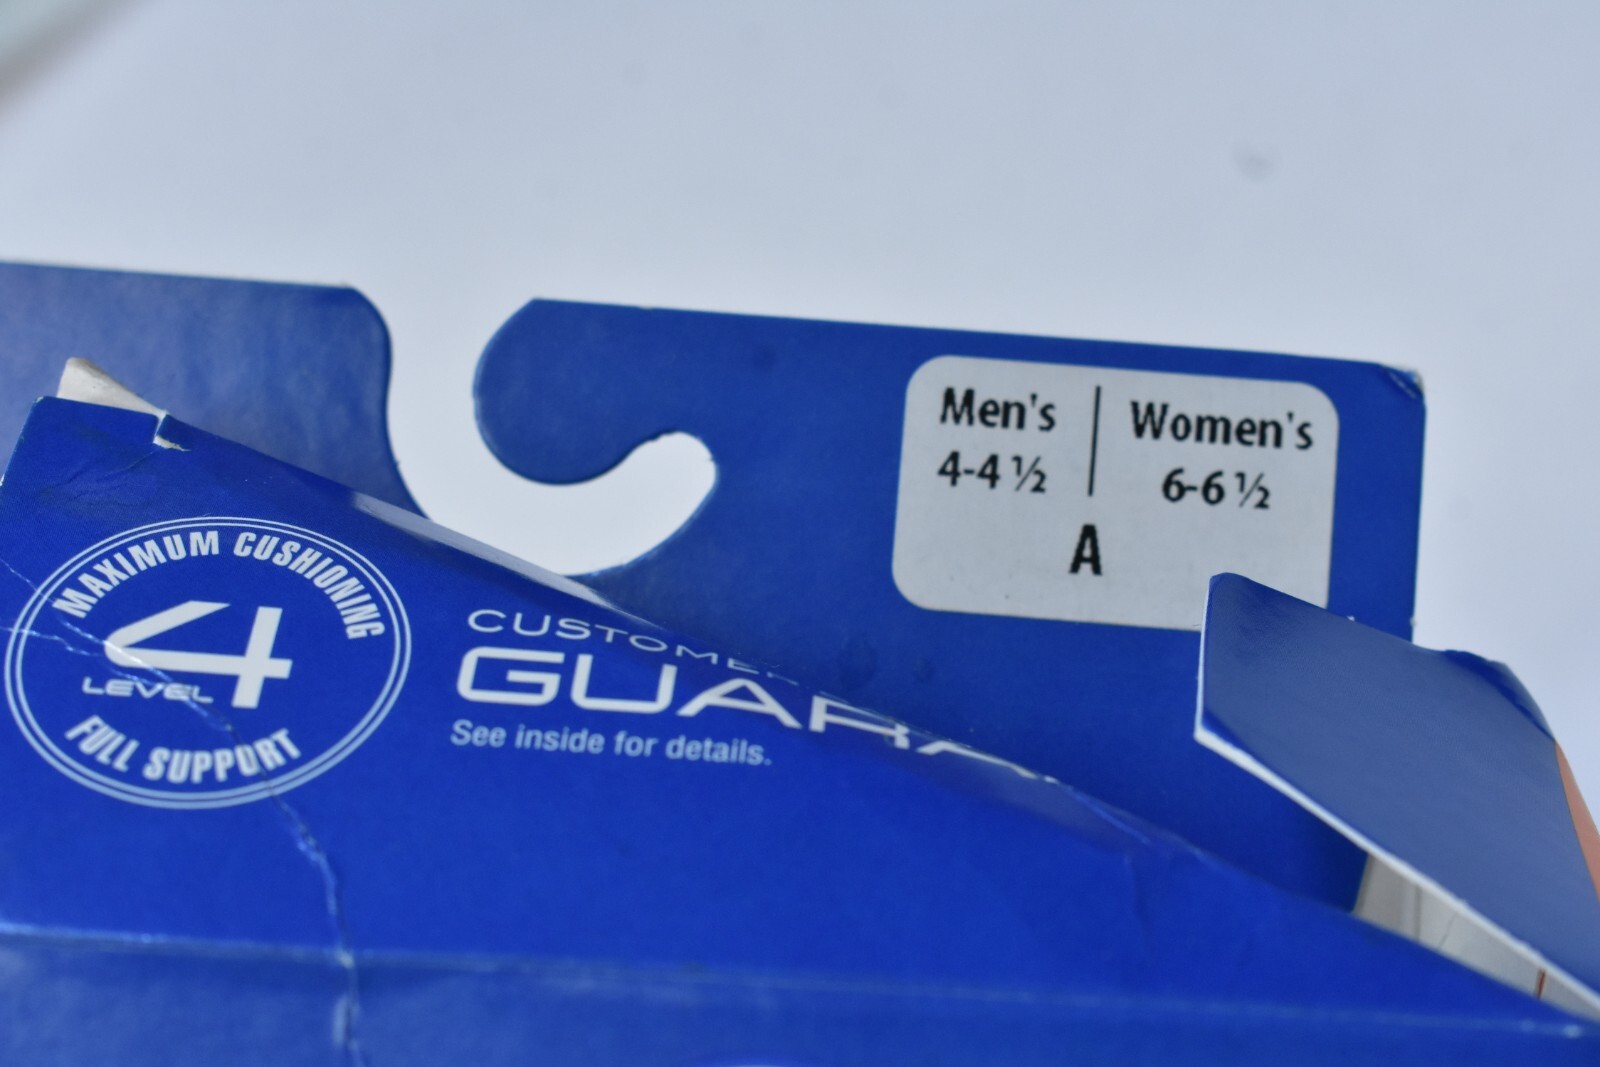 Men's
4-4 ½
Women's
6-6 ½
A
MAXIMUM CUSHIONING
4
LEVEL
FULL SUPPORT
CUSTOME
GUARA
See inside for details.